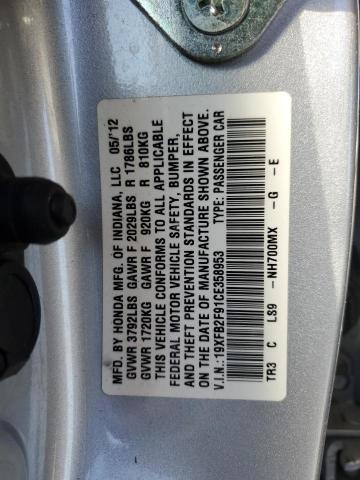 MFD. BY HONDA MFG. OF INDIANA, LLC 05/'12
GVWR 3792LBS GAWR F 2029LBS R 1786LBS
GVWR 1720KG GAWR F 920KG R 810KG
THIS VEHICLE CONFORMS TO ALL APPLICABLE
FEDERAL MOTOR VEHICLE SAFETY, BUMPER,
AND THEFT PREVENTION STANDARDS IN EFFECT
ON THE DATE OF MANUFACTURE SHOWN ABOVE.
V.I.N.: 19XFB2F91CE358953 TYPE: PASSENGER CAR
TR3 C LS9 -NH700MX -G -E